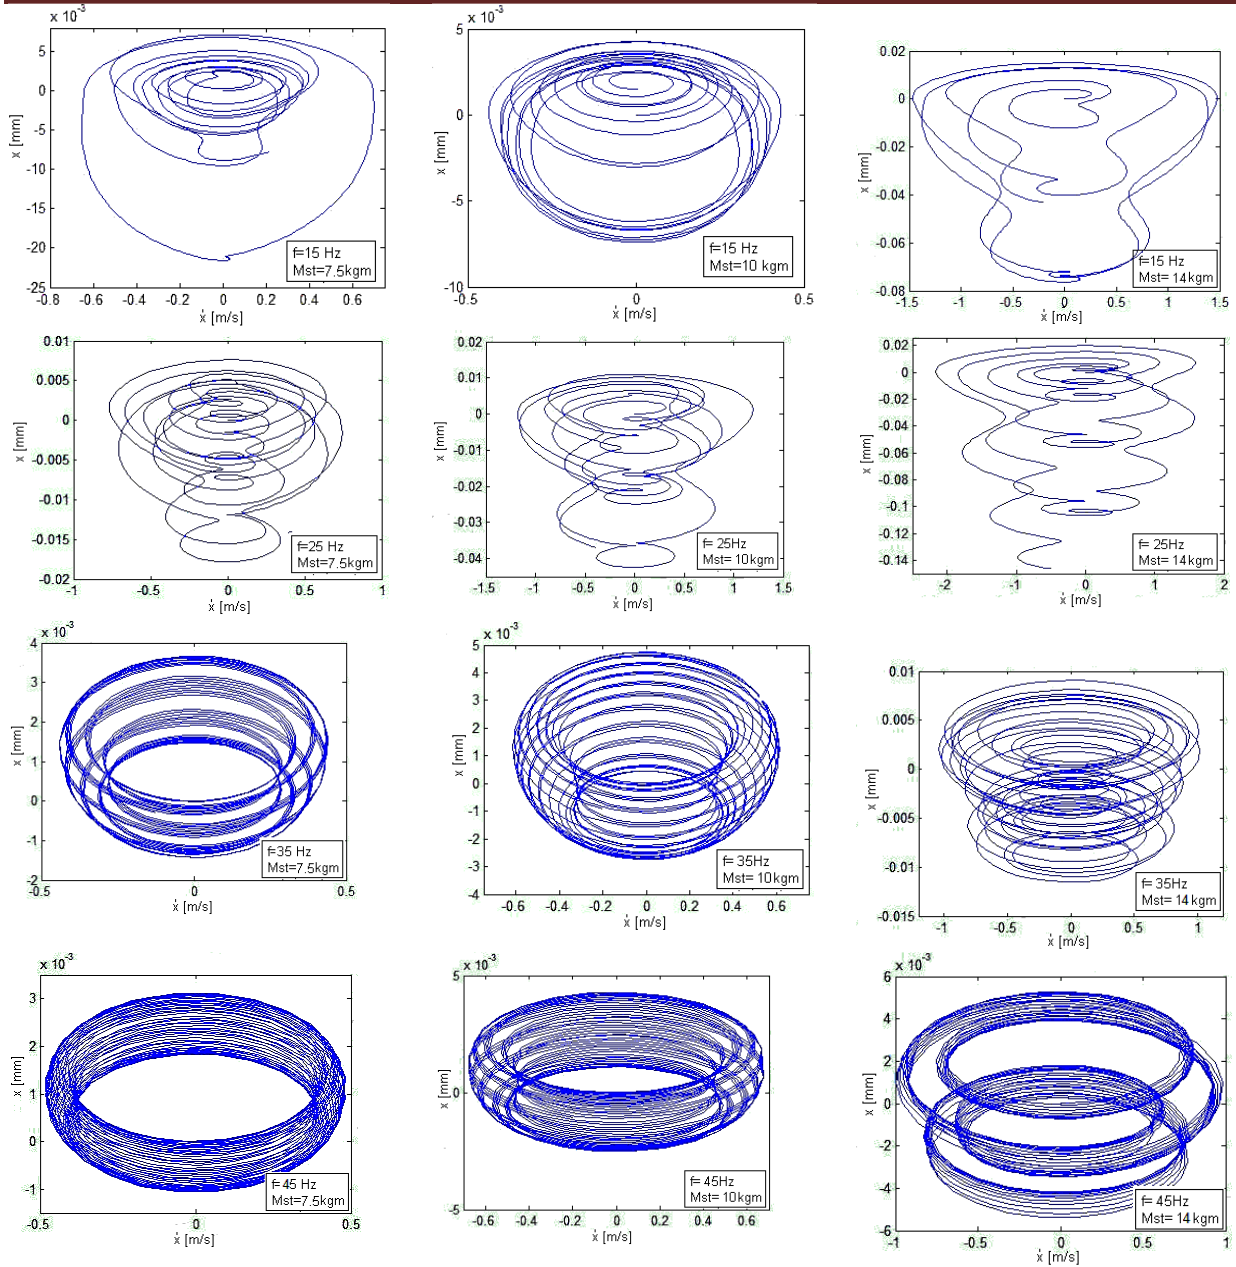 x 10⁻³
5
0
-5
-10
-15
-20
-25
-0.8
-0.6
-0.4
-0.2
0
0.2
0.4
0.6
x [mm]
ẋ [m/s]
f=15 Hz
Mst=7.5kgm
x 10⁻³
5
0
-5
-10
-0.5
0
0.5
x [mm]
ẋ [m/s]
f=15 Hz
Mst=10 kgm
0.02
0
-0.02
-0.04
-0.06
-0.08
-1.5
-1
-0.5
0
0.5
1
1.5
x [mm]
ẋ [m/s]
f=15 Hz
Mst= 14kgm
0.01
0.005
0
-0.005
-0.01
-0.015
-0.02
-1
-0.5
0
0.5
1
x [mm]
ẋ [m/s]
f=25 Hz
Mst=7.5kgm
0.02
0.01
0
-0.01
-0.02
-0.03
-0.04
-1.5
-1
-0.5
0
0.5
1
1.5
x [mm]
ẋ [m/s]
f= 25Hz
Mst= 10kgm
0.02
0
-0.02
-0.04
-0.06
-0.08
-0.1
-0.12
-0.14
-2
-1
0
1
2
x [mm]
ẋ [m/s]
f= 25Hz
Mst= 14kgm
x 10⁻³
4
3
2
1
0
-1
-2
-0.5
0
0.5
x [mm]
ẋ [m/s]
f=35 Hz
Mst=7.5kgm
x 10⁻³
5
4
3
2
1
0
-1
-2
-3
-4
-0.6
-0.4
-0.2
0
0.2
0.4
0.6
x [mm]
ẋ [m/s]
f= 35Hz
Mst= 10kgm
0.01
0.005
0
-0.005
-0.01
-0.015
-1
-0.5
0
0.5
1
x [mm]
ẋ [m/s]
f= 35Hz
Mst= 14kgm
x 10⁻³
3
2
1
0
-1
-0.5
0
0.5
x [mm]
ẋ [m/s]
f=45 Hz
Mst=7.5kgm
x 10⁻³
5
0
-5
-0.6
-0.4
-0.2
0
0.2
0.4
0.6
x [mm]
ẋ [m/s]
f= 45Hz
Mst= 10kgm
x 10⁻³
6
4
2
0
-2
-4
-6
-1
-0.5
0
0.5
1
x [mm]
ẋ [m/s]
f= 45Hz
Mst= 14kgm